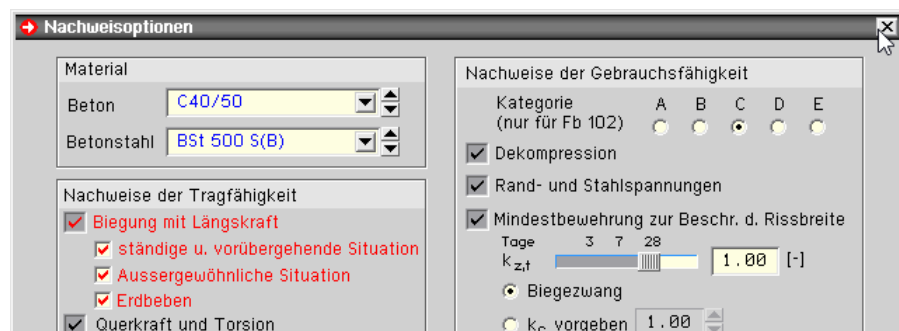 Nachweisoptionen
Material
Beton C40/50
Betonstahl BSt 500 S(B)
Nachweise der Tragfähigkeit
Biegung mit Längskraft
ständige u. vorübergehende Situation
Aussergewöhnliche Situation
Erdbeben
Querkraft und Torsion
Nachweise der Gebrauchsfähigkeit
Kategorie A B C D E
(nur für Fb 102)
Dekompression
Rand- und Stahlspannungen
Mindestbewehrung zur Beschr. d. Rissbreite
Tage 3 7 28
kz,t 1.00 [-]
Biegezwang
kc vorgeben 1.00